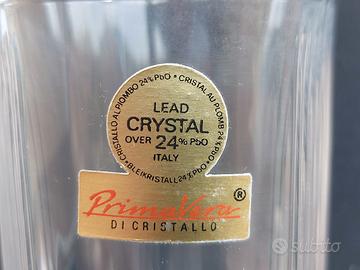 CRISTALLO AL PIOMBO 24% PbO • CRISTAL AU PLOMB 24% PbO • BLEIKRISTALL 24% PbO •
LEAD
CRYSTAL
OVER 24% PbO
ITALY
PrimaVera ®
DI CRISTALLO
subito